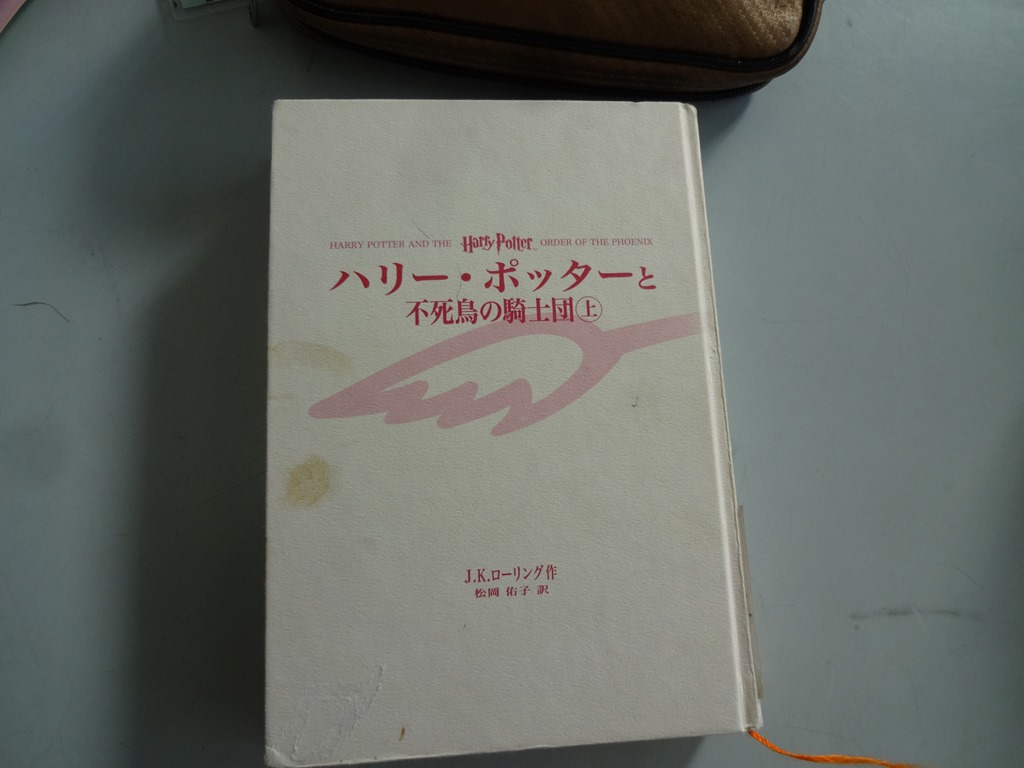 HARRY POTTER AND THE Harry Potter ORDER OF THE PHOENIX
ハリー・ポッターと
不死鳥の騎士団㊤
J.K.ローリング作
松岡 佑子 訳